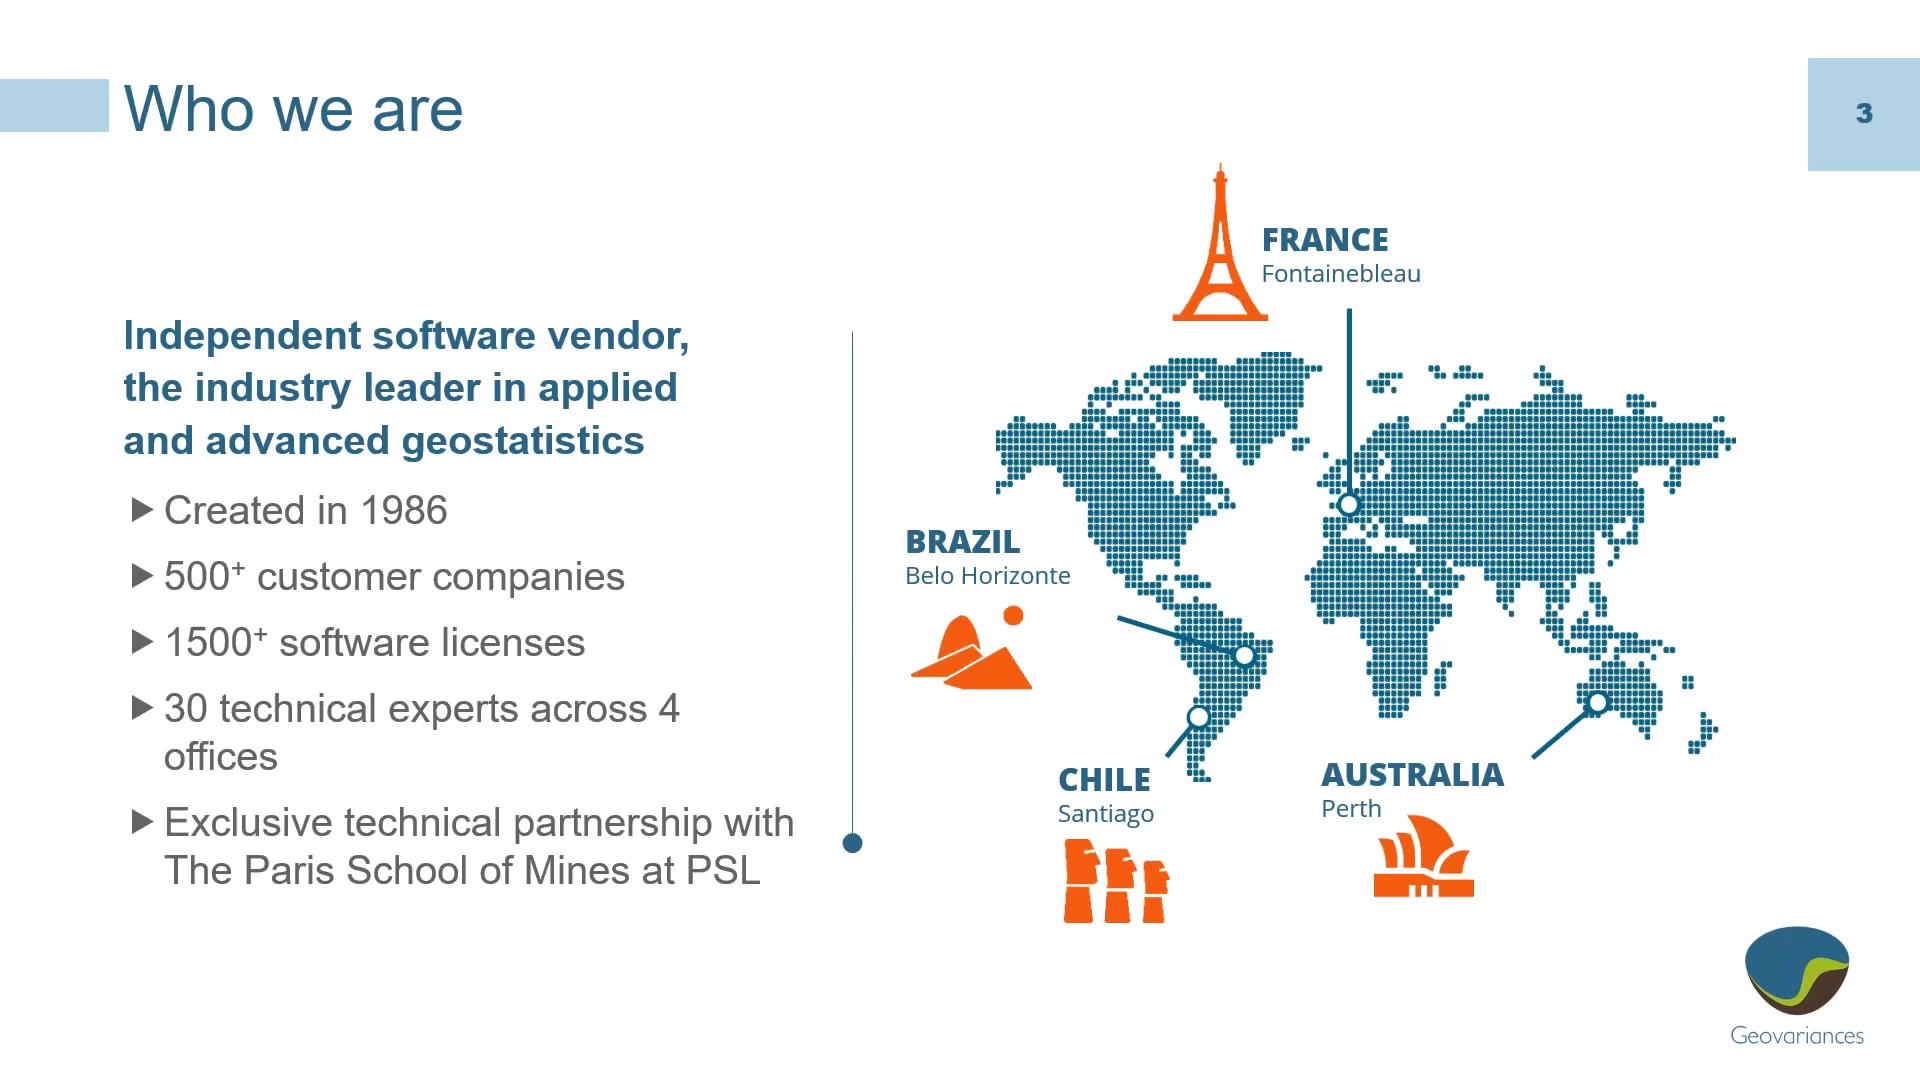 Who we are
3
Independent software vendor,
the industry leader in applied
and advanced geostatistics
Created in 1986
500+ customer companies
1500+ software licenses
30 technical experts across 4
offices
Exclusive technical partnership with
The Paris School of Mines at PSL
FRANCE
Fontainebleau
BRAZIL
Belo Horizonte
CHILE
Santiago
AUSTRALIA
Perth
Geovariances